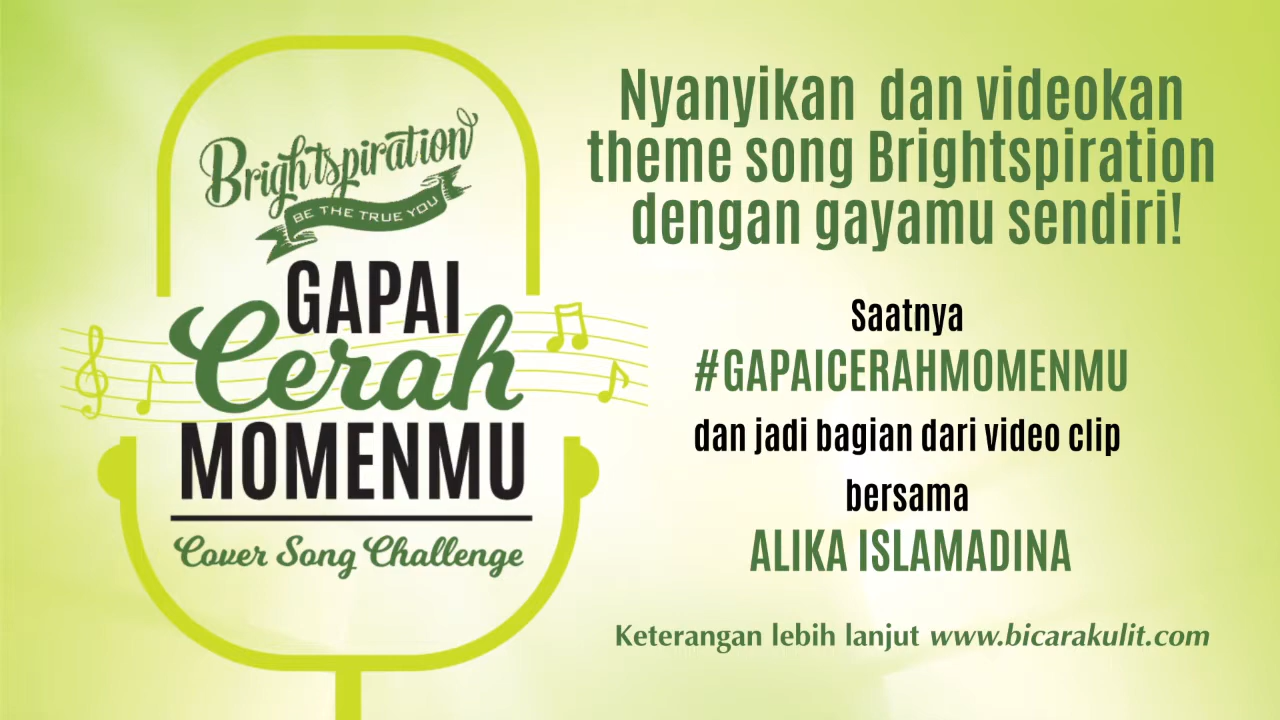 Brightspiration
BE THE TRUE YOU
GAPAI
Cerah
MOMENMU
Cover Song Challenge
Nyanyikan dan videokan
theme song Brightspiration
dengan gayamu sendiri!
Saatnya
#GAPAICERAHMOMENMU
dan jadi bagian dari video clip
bersama
ALIKA ISLAMADINA
Keterangan lebih lanjut www.bicarakulit.com